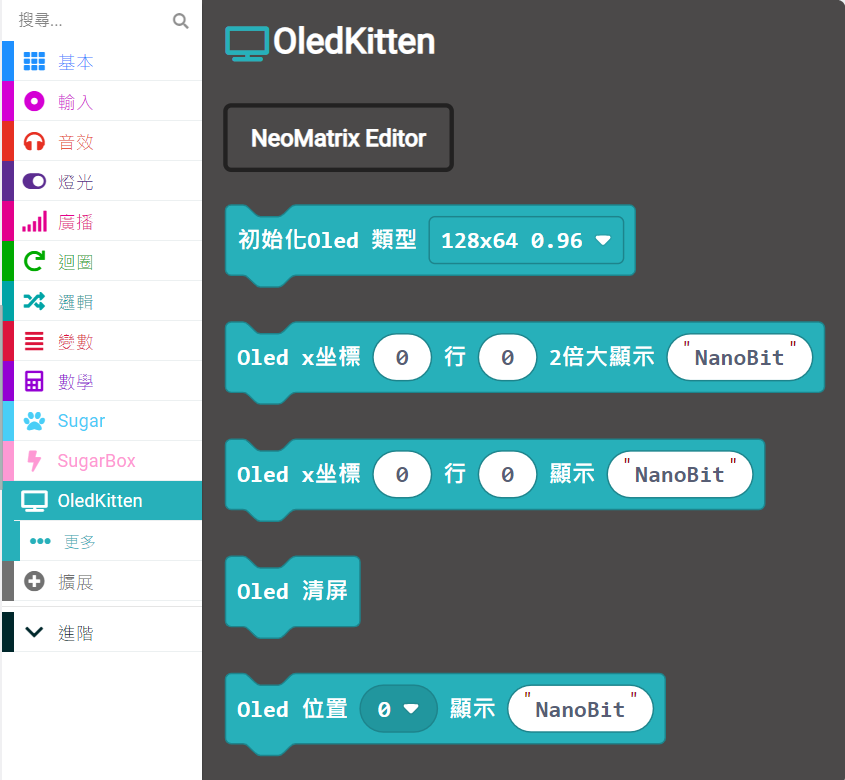 搜尋...
基本
輸入
音效
燈光
廣播
迴圈
邏輯
變數
數學
Sugar
SugarBox
OledKitten
更多
擴展
進階
OledKitten
NeoMatrix Editor
初始化Oled 類型 128x64 0.96
Oled x坐標 0 行 0 2倍大顯示 "NanoBit"
Oled x坐標 0 行 0 顯示 "NanoBit"
Oled 清屏
Oled 位置 0 顯示 "NanoBit"